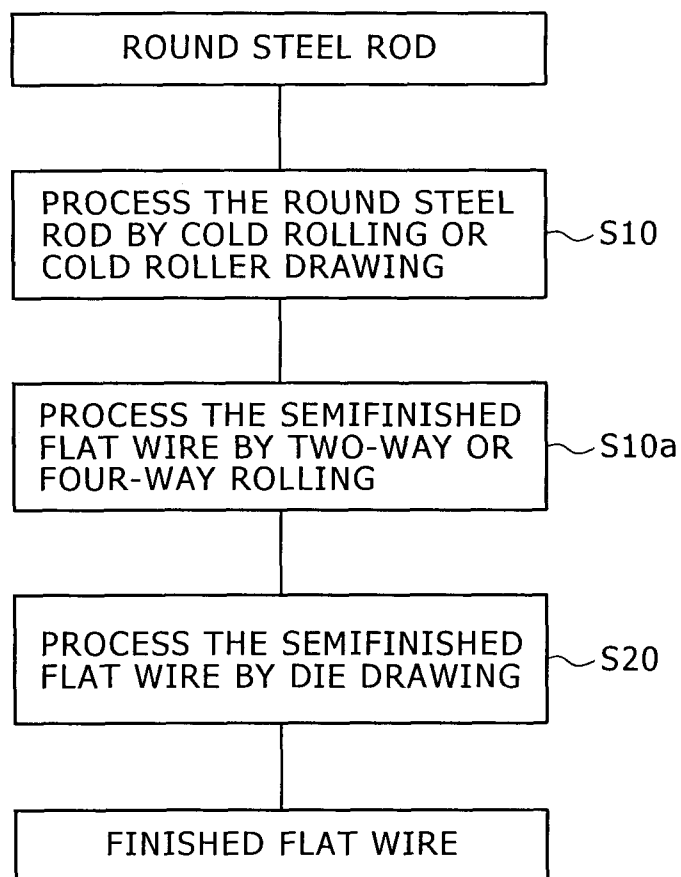 ROUND STEEL ROD
PROCESS THE ROUND STEEL
ROD BY COLD ROLLING OR
COLD ROLLER DRAWING
S10
PROCESS THE SEMIFINISHED
FLAT WIRE BY TWO-WAY OR
FOUR-WAY ROLLING
S10a
PROCESS THE SEMIFINISHED
FLAT WIRE BY DIE DRAWING
S20
FINISHED FLAT WIRE